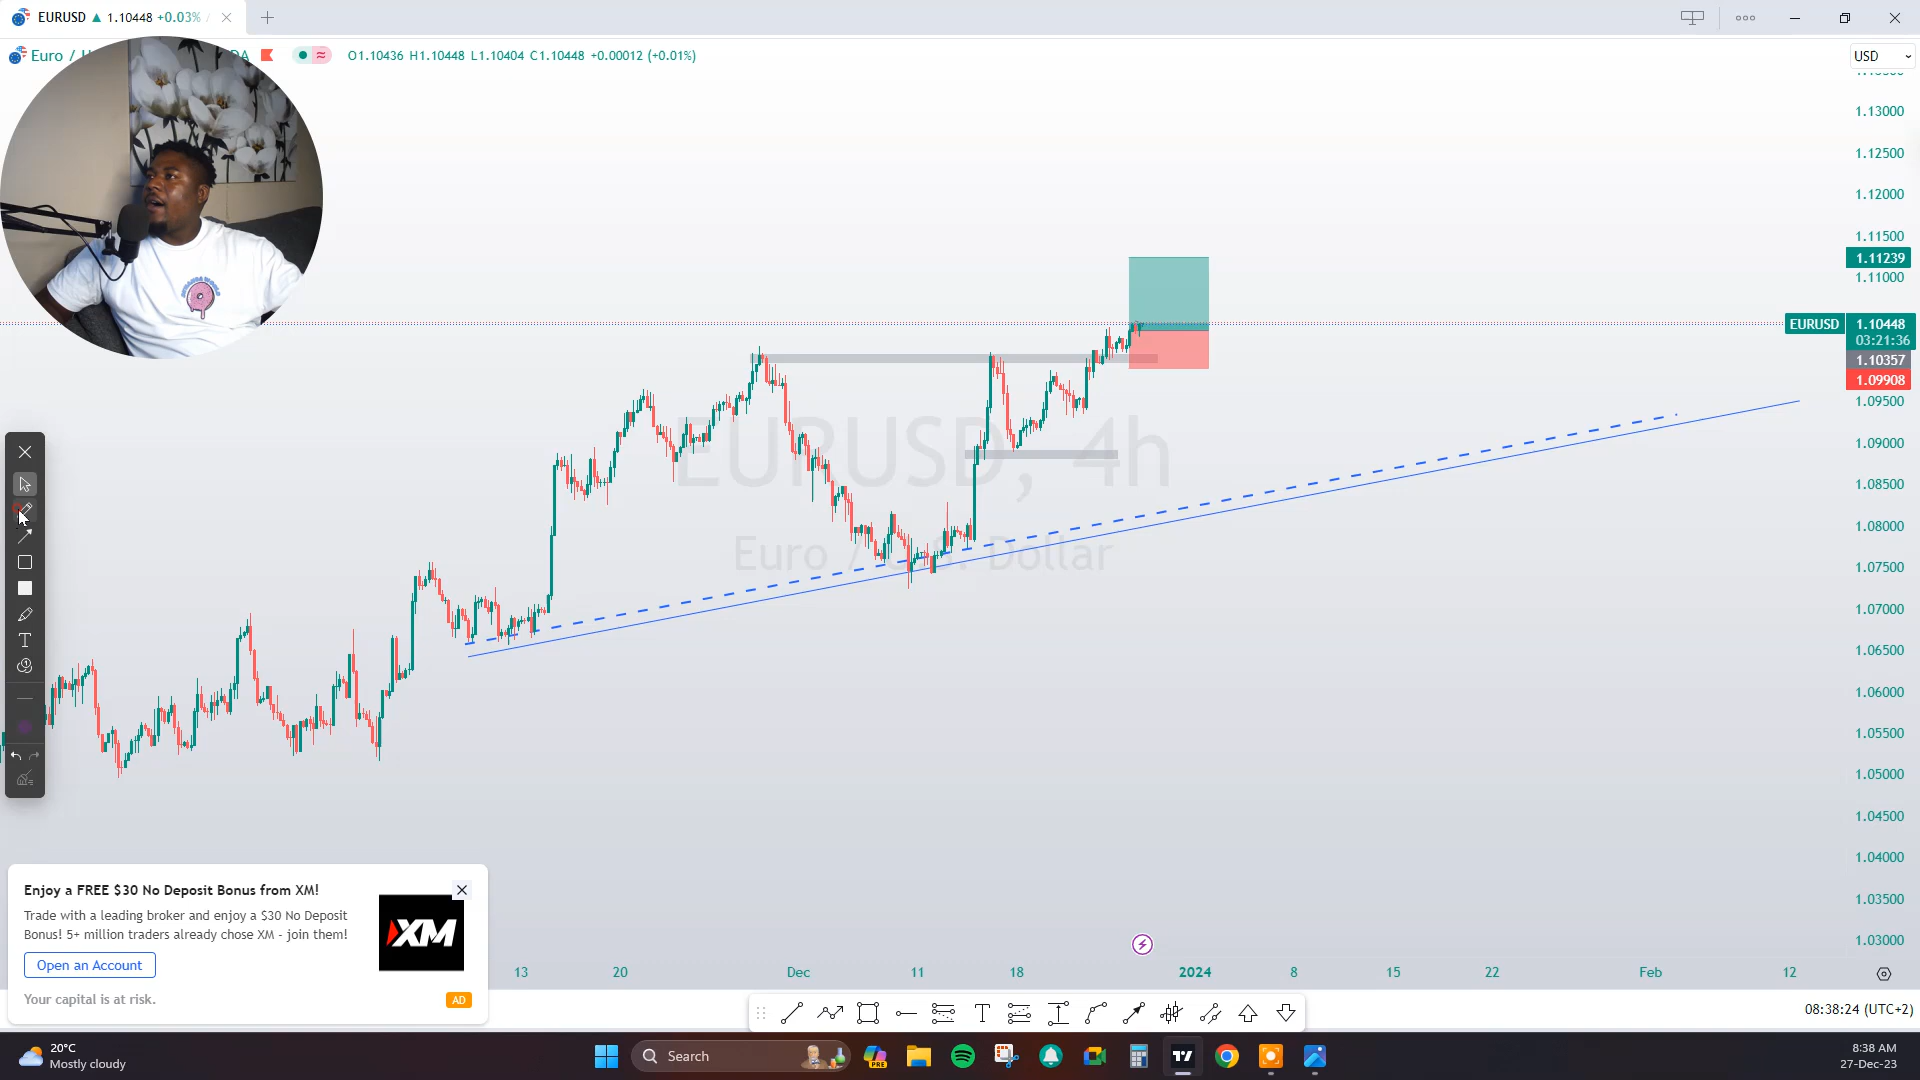 EURUSD ▲ 1.10448 +0.03% /
Euro /
O1.10436 H1.10448 L1.10404 C1.10448 +0.00012 (+0.01%)
USD
1.13000
1.12500
1.12000
1.11500
1.11239
1.11000
EURUSD 1.10448
03:21:36
1.10357
1.09908
1.09500
1.09000
1.08500
1.08000
1.07500
1.07000
1.06500
1.06000
1.05500
1.05000
1.04500
1.04000
1.03500
1.03000
EURUSD, 4h
Euro / U.S. Dollar
T
Enjoy a FREE $30 No Deposit Bonus from XM!
Trade with a leading broker and enjoy a $30 No Deposit
Bonus! 5+ million traders already chose XM - join them!
XM
Open an Account
Your capital is at risk.
AD
13 20 Dec 11 18 2024 8 15 22 Feb 12
T
08:38:24 (UTC+2)
20°C
Mostly cloudy
Search
PRE
8:38 AM
27-Dec-23